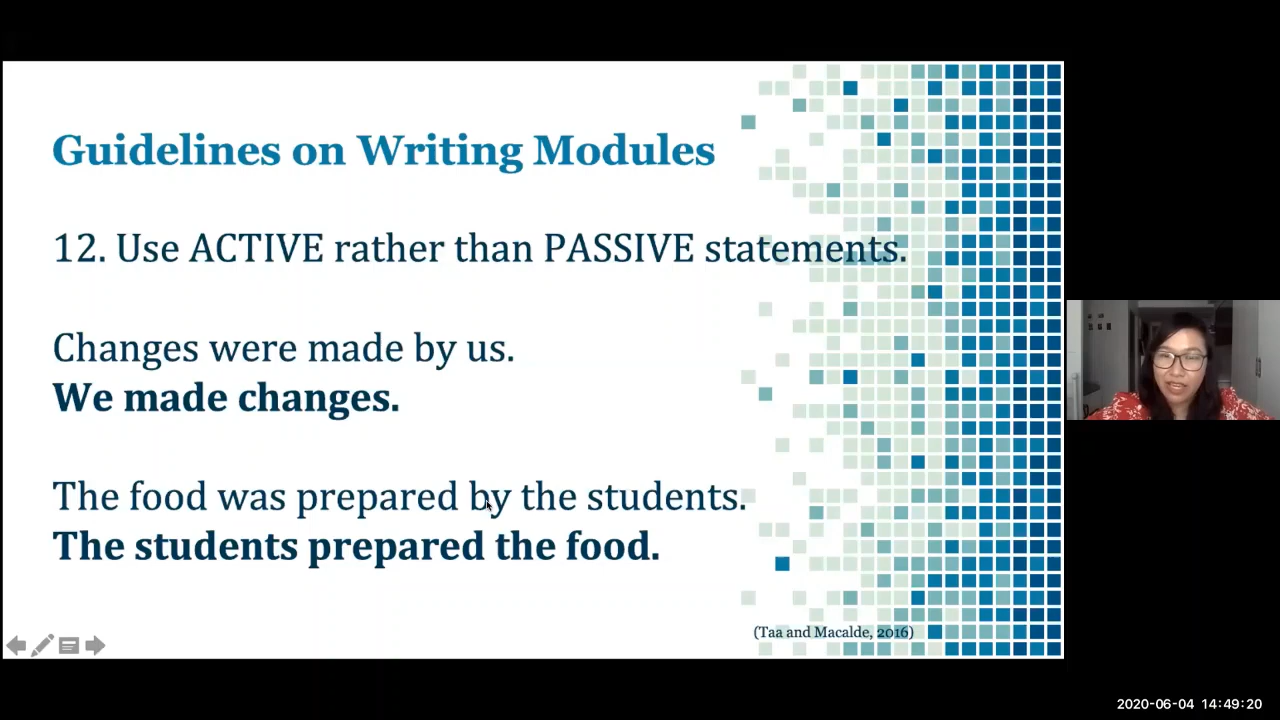 Guidelines on Writing Modules
12. Use ACTIVE rather than PASSIVE statements.
Changes were made by us.
We made changes.
The food was prepared by the students.
The students prepared the food.
(Taa and Macalde, 2016)
2020-06-04 14:49:20